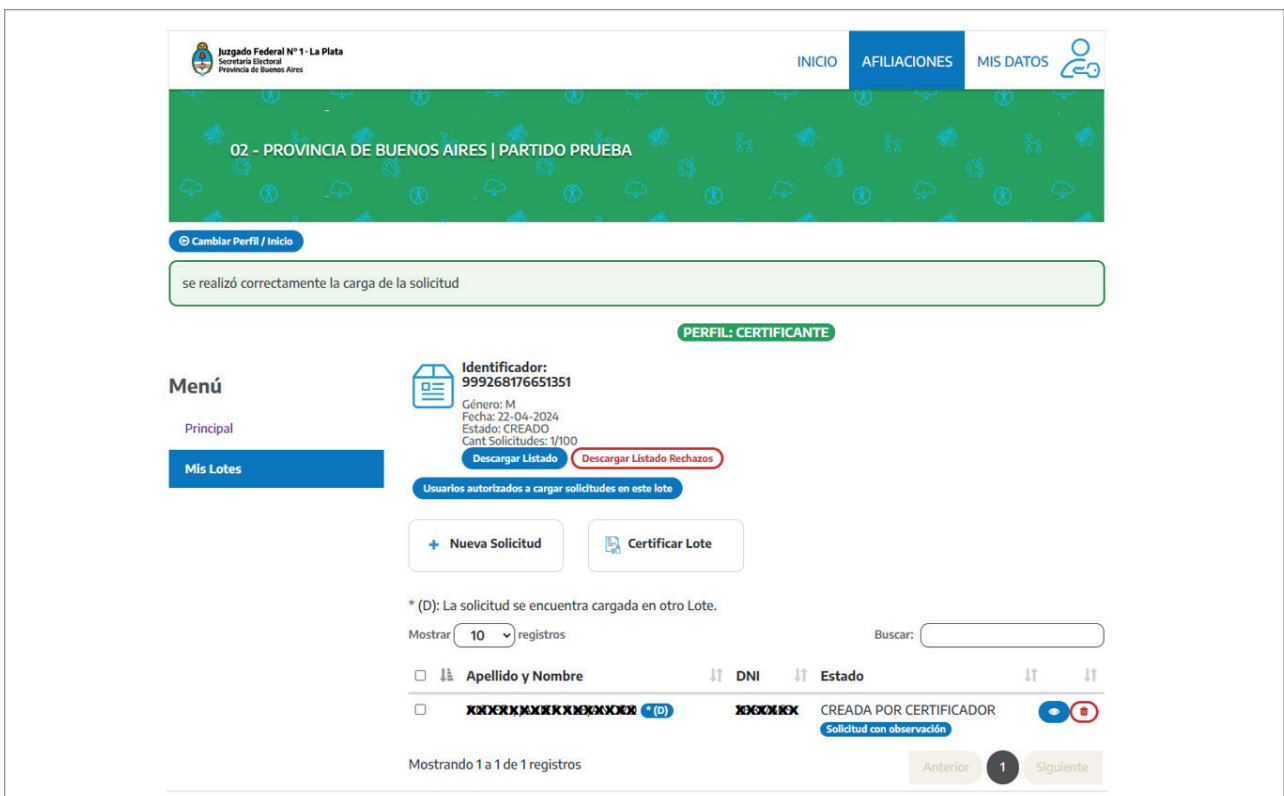 Juzgado Federal Nº 1 · La Plata
Secretaría Electoral
Provincia de Buenos Aires
INICIO AFILIACIONES MIS DATOS
02 - PROVINCIA DE BUENOS AIRES | PARTIDO PRUEBA
Cambiar Perfil / Inicio
se realizó correctamente la carga de la solicitud
PERFIL: CERTIFICANTE
Menú
Principal
Mis Lotes
Identificador:
999268176651351
Género: M
Fecha: 22-04-2024
Estado: CREADO
Cant Solicitudes: 1/100
Descargar Listado Descargar Listado Rechazos
Usuarios autorizados a cargar solicitudes en este lote
+ Nueva Solicitud Certificar Lote
* (D): La solicitud se encuentra cargada en otro Lote.
Mostrar 10 registros Buscar:
Apellido y Nombre DNI Estado
* (D) CREADA POR CERTIFICADOR
Solicitud con observación
Mostrando 1 a 1 de 1 registros Anterior 1 Siguiente